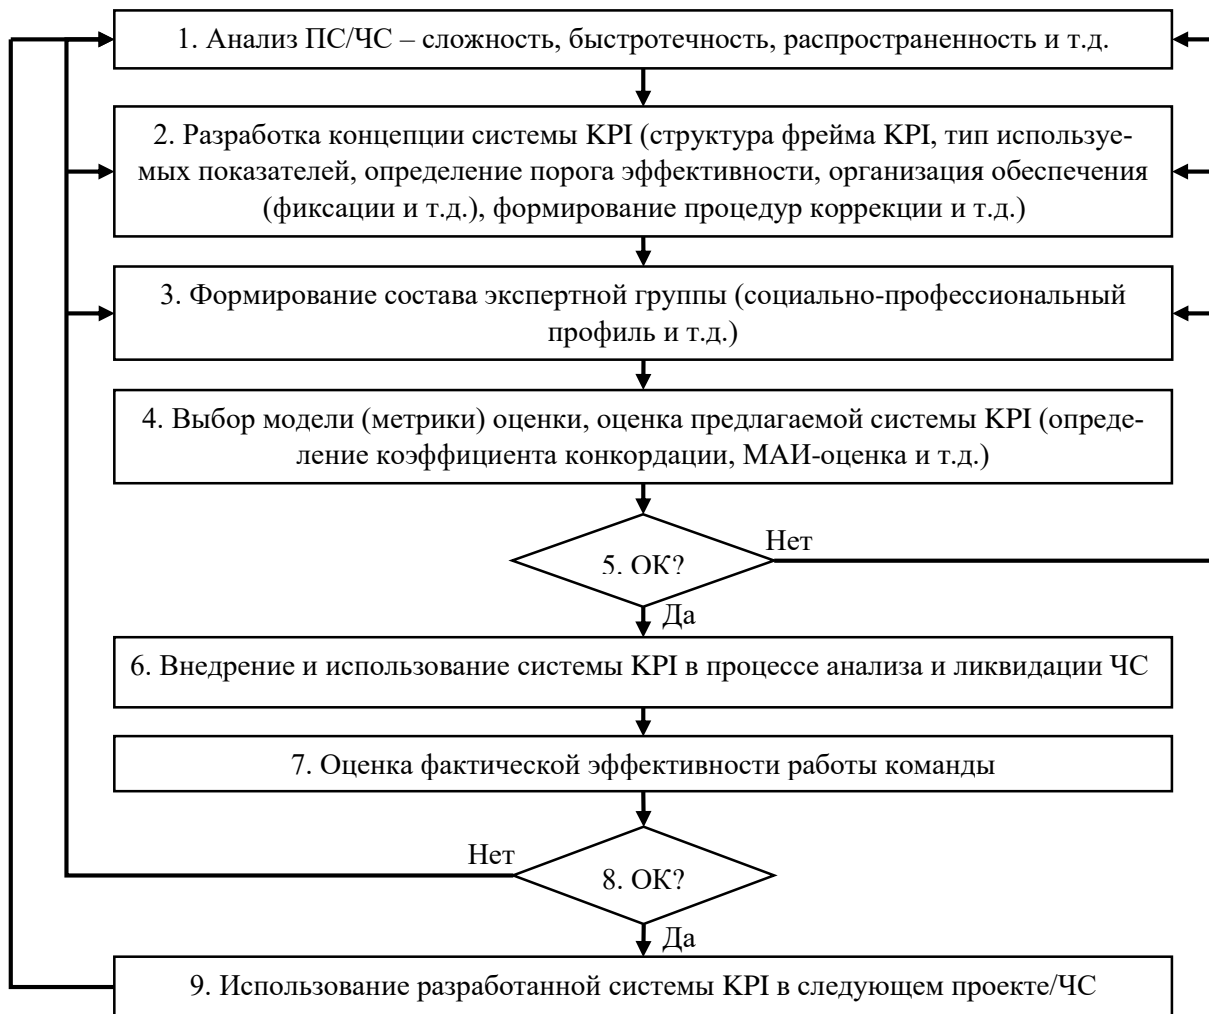 1. Анализ ПС/ЧС – сложность, быстротечность, распространенность и т.д.
2. Разработка концепции системы KPI (структура фрейма KPI, тип используе-
мых показателей, определение порога эффективности, организация обеспечения
(фиксации и т.д.), формирование процедур коррекции и т.д.)
3. Формирование состава экспертной группы (социально-профессиональный
профиль и т.д.)
4. Выбор модели (метрики) оценки, оценка предлагаемой системы KPI (опреде-
ление коэффициента конкордации, МАИ-оценка и т.д.)
Нет
5. ОК?
Да
6. Внедрение и использование системы KPI в процессе анализа и ликвидации ЧС
7. Оценка фактической эффективности работы команды
Нет
8. ОК?
Да
9. Использование разработанной системы KPI в следующем проекте/ЧС